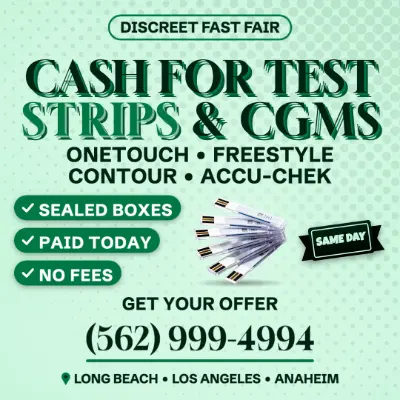 DISCREET FAST FAIR
CASH FOR TEST
STRIPS & CGMS
ONETOUCH • FREESTYLE
CONTOUR • ACCU-CHEK
SEALED BOXES
PAID TODAY
NO FEES
SAME DAY
GET YOUR OFFER
(562) 999-4994
LONG BEACH • LOS ANGELES • ANAHEIM